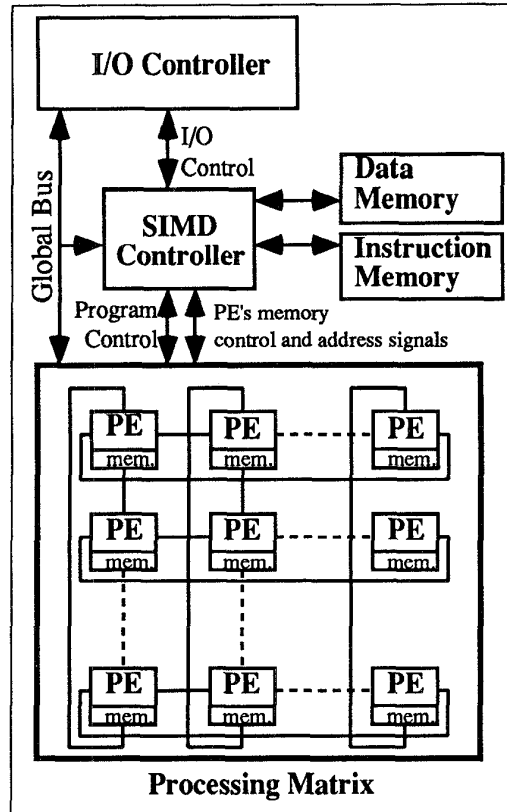 I/O Controller
I/O
Control
Global Bus
SIMD
Controller
Data
Memory
Instruction
Memory
Program
Control
PE's memory
control and address signals
PE PE PE
mem. mem. mem.
PE PE PE
mem. mem. mem.
PE PE PE
mem. mem. mem.
Processing Matrix